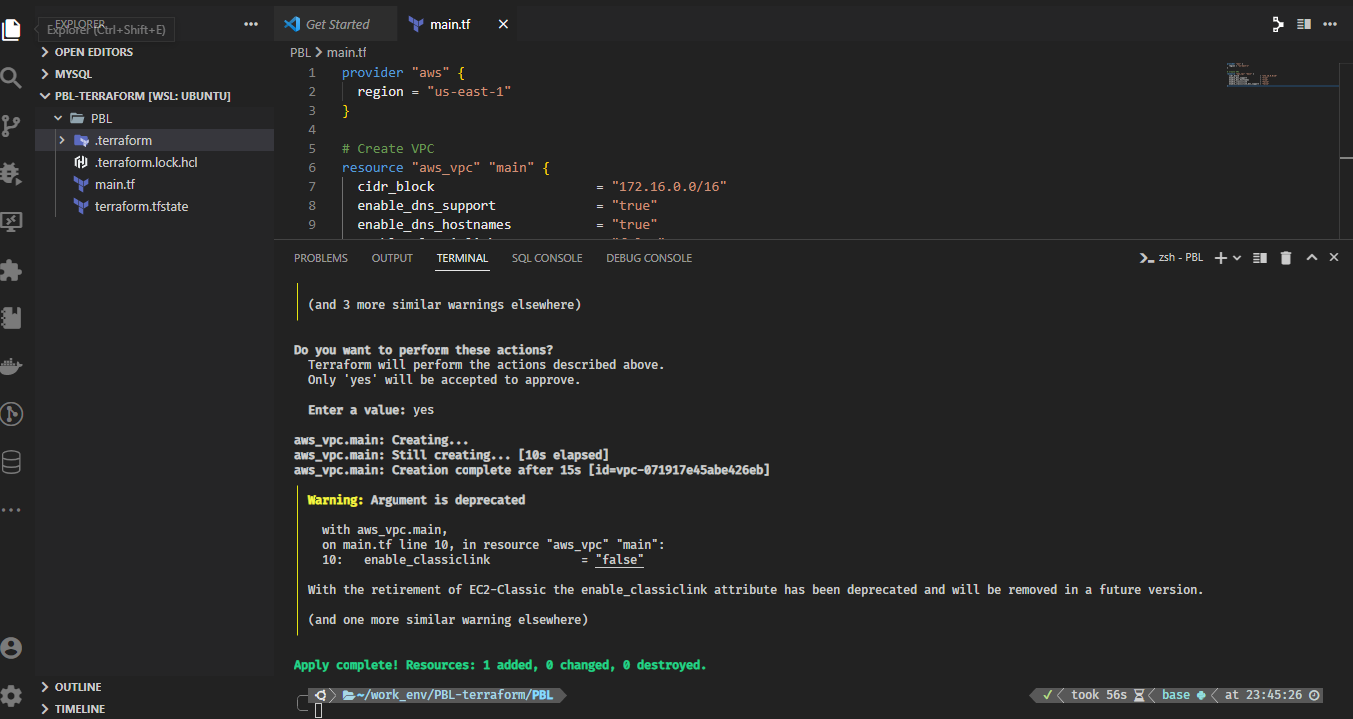 EXPLORER
Explorer (Ctrl+Shift+E)
Get Started
main.tf
OPEN EDITORS
MYSQL
PBL-TERRAFORM [WSL: UBUNTU]
PBL
.terraform
.terraform.lock.hcl
main.tf
terraform.tfstate
OUTLINE
TIMELINE
PBL > main.tf
1 provider "aws" {
2 region = "us-east-1"
3 }
4
5 # Create VPC
6 resource "aws_vpc" "main" {
7 cidr_block = "172.16.0.0/16"
8 enable_dns_support = "true"
9 enable_dns_hostnames = "true"
PROBLEMS OUTPUT TERMINAL SQL CONSOLE DEBUG CONSOLE
zsh - PBL
(and 3 more similar warnings elsewhere)
Do you want to perform these actions?
Terraform will perform the actions described above.
Only 'yes' will be accepted to approve.
Enter a value: yes
aws_vpc.main: Creating...
aws_vpc.main: Still creating... [10s elapsed]
aws_vpc.main: Creation complete after 15s [id=vpc-071917e45abe426eb]
Warning: Argument is deprecated
with aws_vpc.main,
on main.tf line 10, in resource "aws_vpc" "main":
10: enable_classiclink = "false"
With the retirement of EC2-Classic the enable_classiclink attribute has been deprecated and will be removed in a future version.
(and one more similar warning elsewhere)
Apply complete! Resources: 1 added, 0 changed, 0 destroyed.
~/work_env/PBL-terraform/PBL
took 56s base at 23:45:26